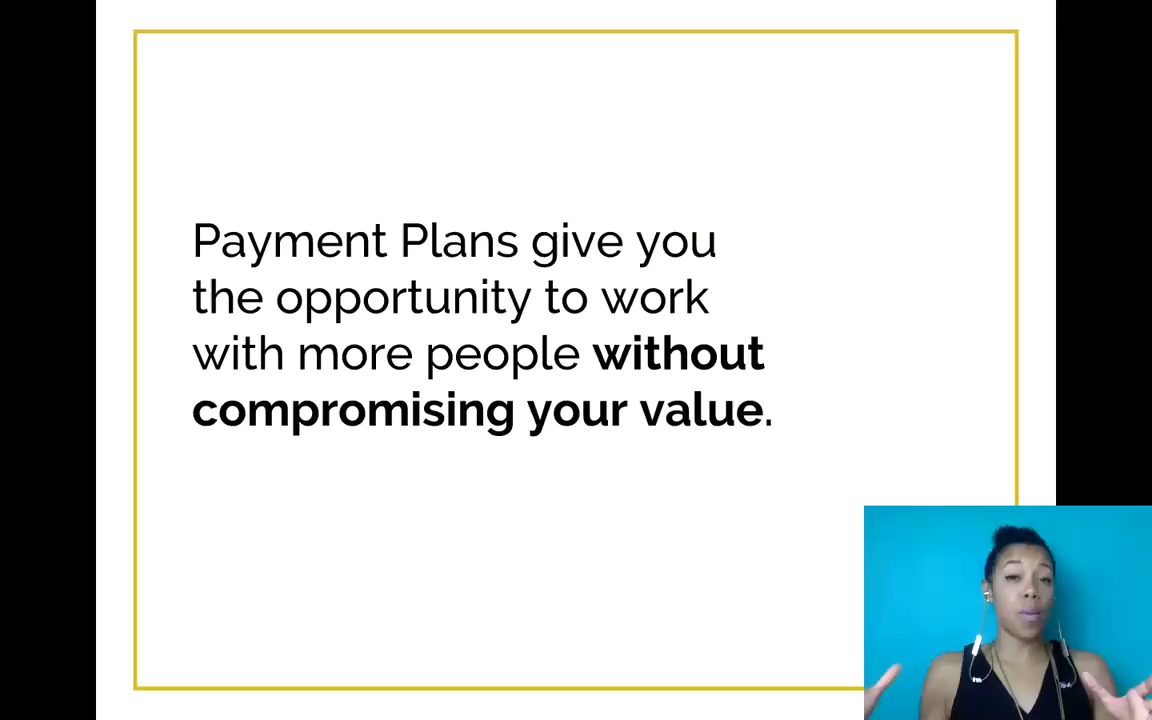 Payment Plans give you
the opportunity to work
with more people without
compromising your value.